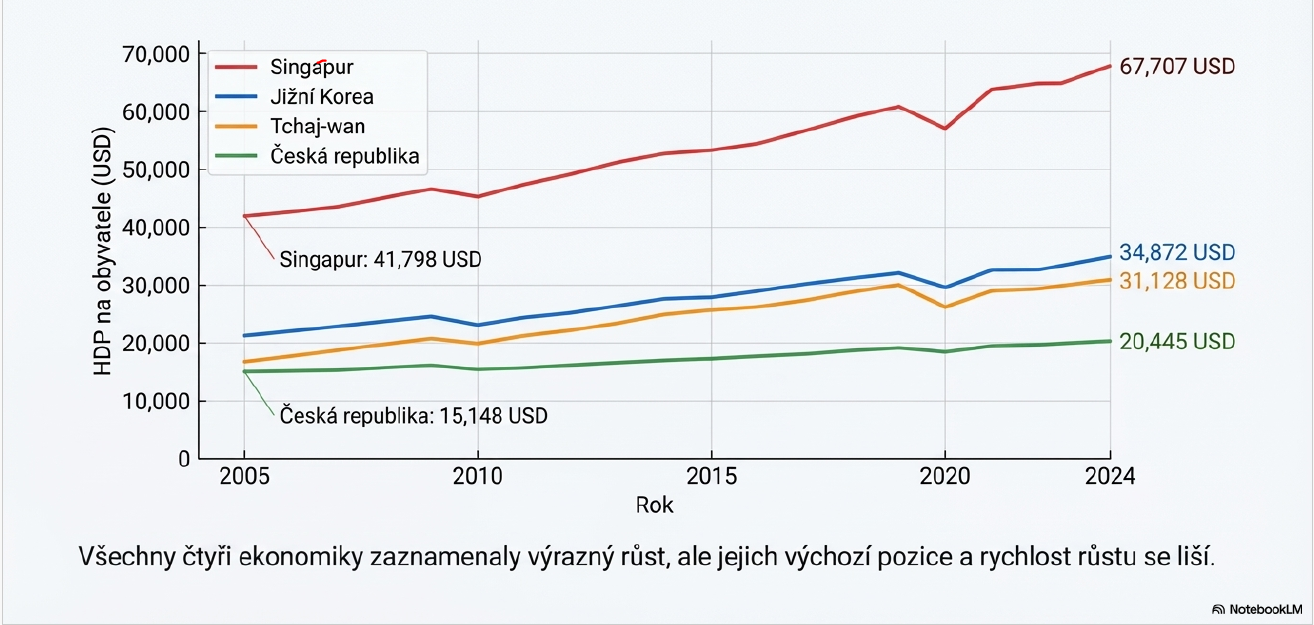 70,000
60,000
50,000
40,000
30,000
20,000
10,000
0
HDP na obyvatele (USD)
Singapur
Jižní Korea
Tchaj-wan
Česká republika
67,707 USD
Singapur: 41,798 USD
34,872 USD
31,128 USD
20,445 USD
Česká republika: 15,148 USD
2005 2010 2015 2020 2024
Rok
Všechny čtyři ekonomiky zaznamenaly výrazný růst, ale jejich výchozí pozice a rychlost růstu se liší.
NotebookLM